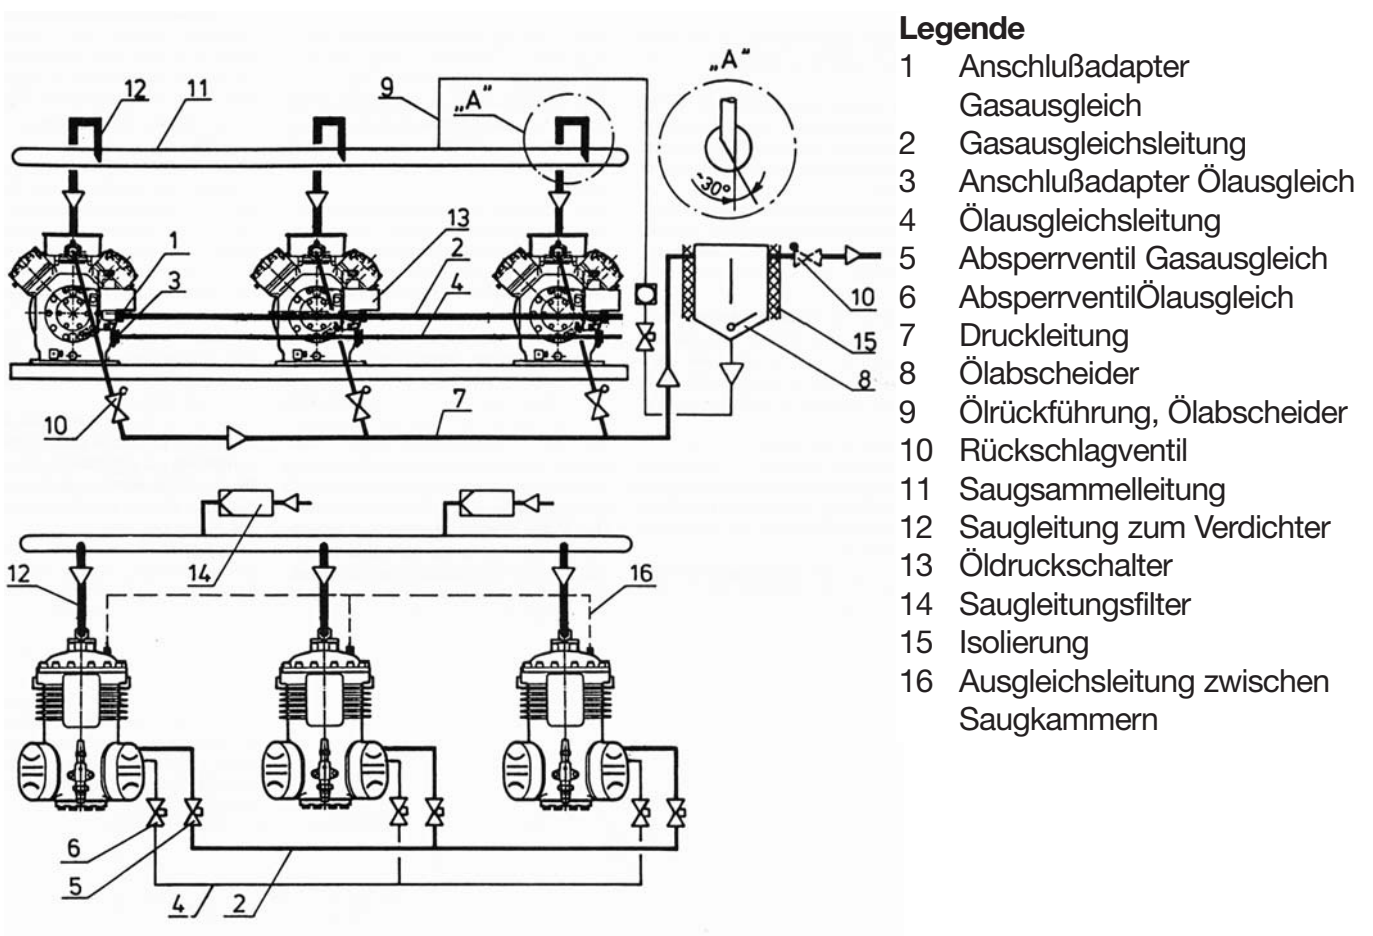 12
11
9
„A“
„A“
~30°
13
1
2
3
4
10
15
8
7
10
12
14
16
6
5
4
2
Legende
1 Anschlußadapter
Gasausgleich
2 Gasausgleichsleitung
3 Anschlußadapter Ölausgleich
4 Ölausgleichsleitung
5 Absperrventil Gasausgleich
6 AbsperrventilÖlausgleich
7 Druckleitung
8 Ölabscheider
9 Ölrückführung, Ölabscheider
10 Rückschlagventil
11 Saugsammelleitung
12 Saugleitung zum Verdichter
13 Öldruckschalter
14 Saugleitungsfilter
15 Isolierung
16 Ausgleichsleitung zwischen
Saugkammern